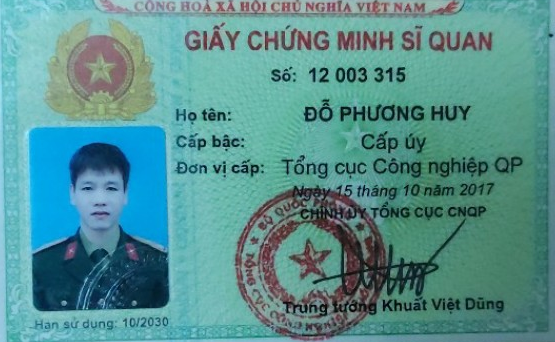 CỘNG HOÀ XÃ HỘI CHỦ NGHĨA VIỆT NAM
GIẤY CHỨNG MINH SĨ QUAN
Số: 12 003 315
Họ tên: ĐỖ PHƯƠNG HUY
Cấp bậc: Cấp úy
Đơn vị cấp: Tổng cục Công nghiệp QP
Ngày 15 tháng 10 năm 2017
CHÍNH ỦY TỔNG CỤC CNQP
BỘ QUỐC PHÒNG
TỔNG CỤC CÔNG NGHIỆP
Trung tướng Khuất Việt Dũng
Hạn sử dụng: 10/2030